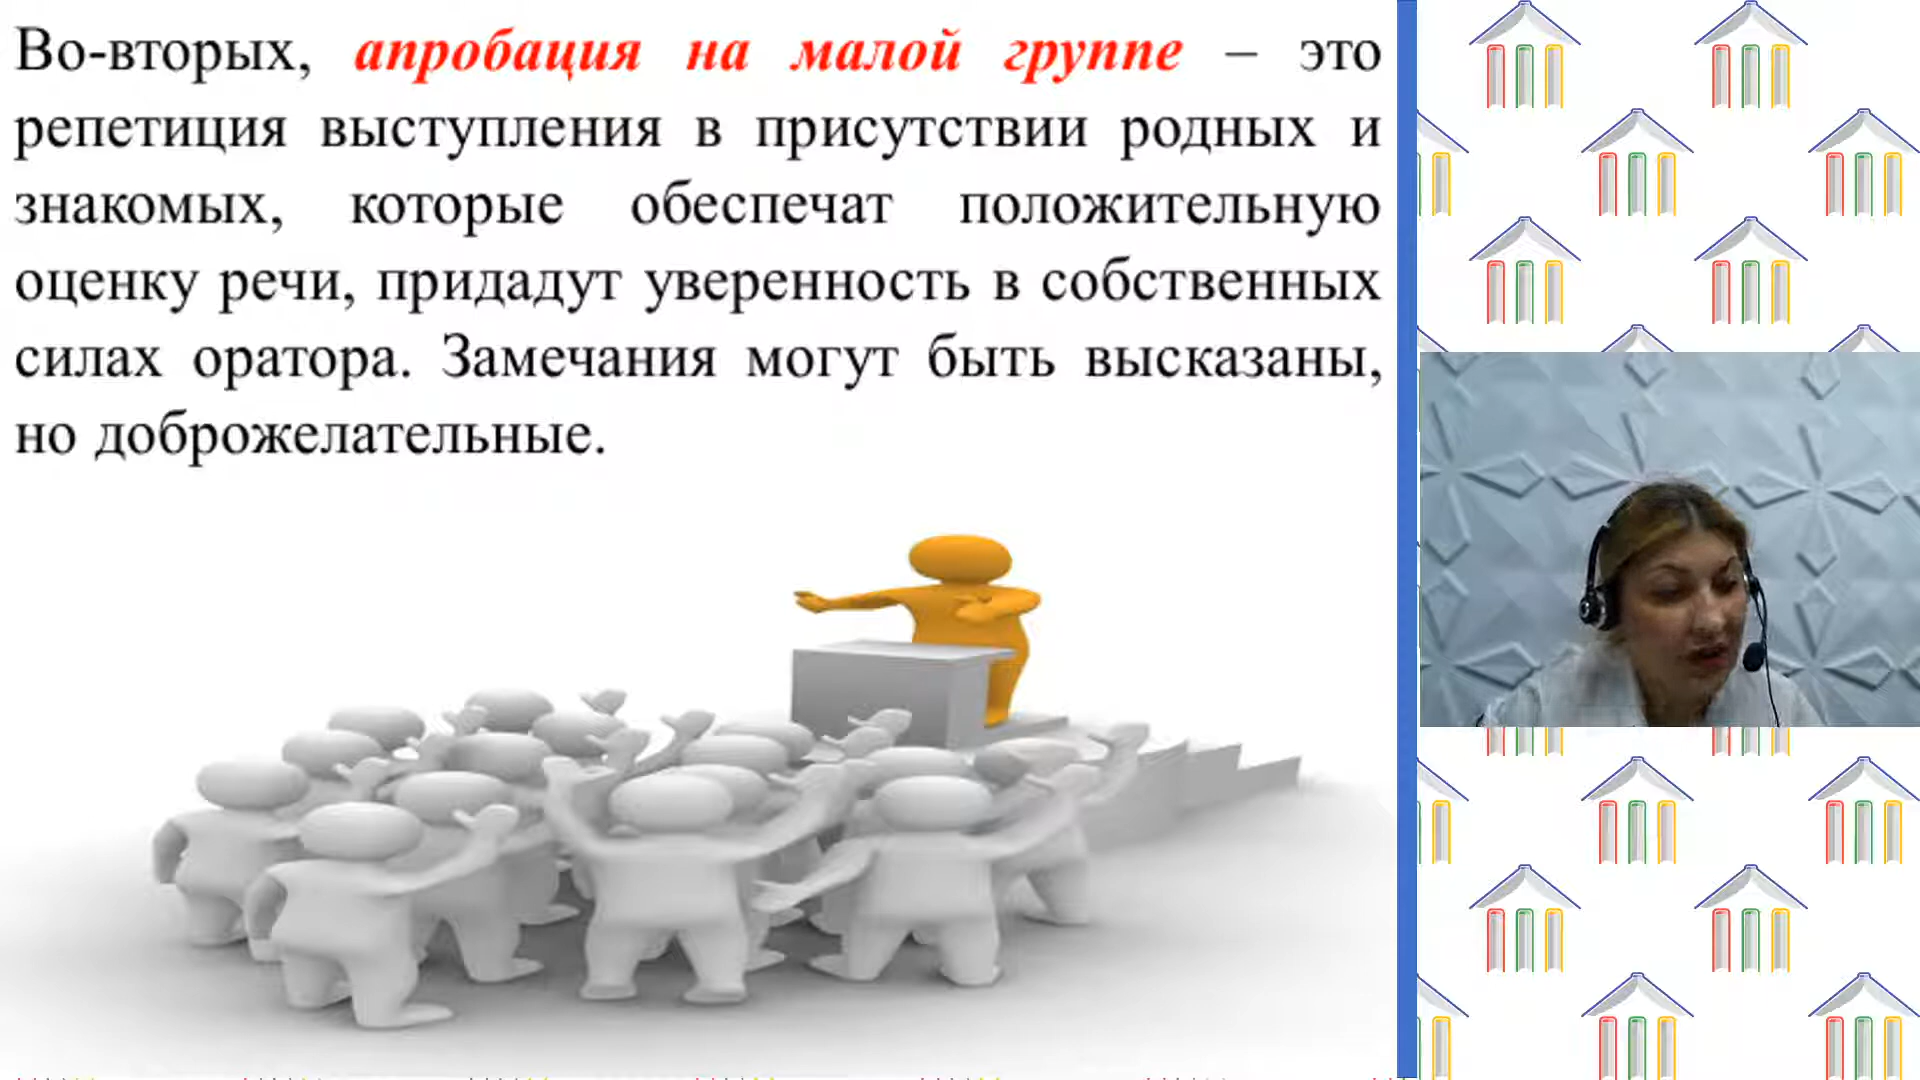 Во-вторых, апробация на малой группе – это
репетиция выступления в присутствии родных и
знакомых, которые обеспечат положительную
оценку речи, придадут уверенность в собственных
силах оратора. Замечания могут быть высказаны,
но доброжелательные.